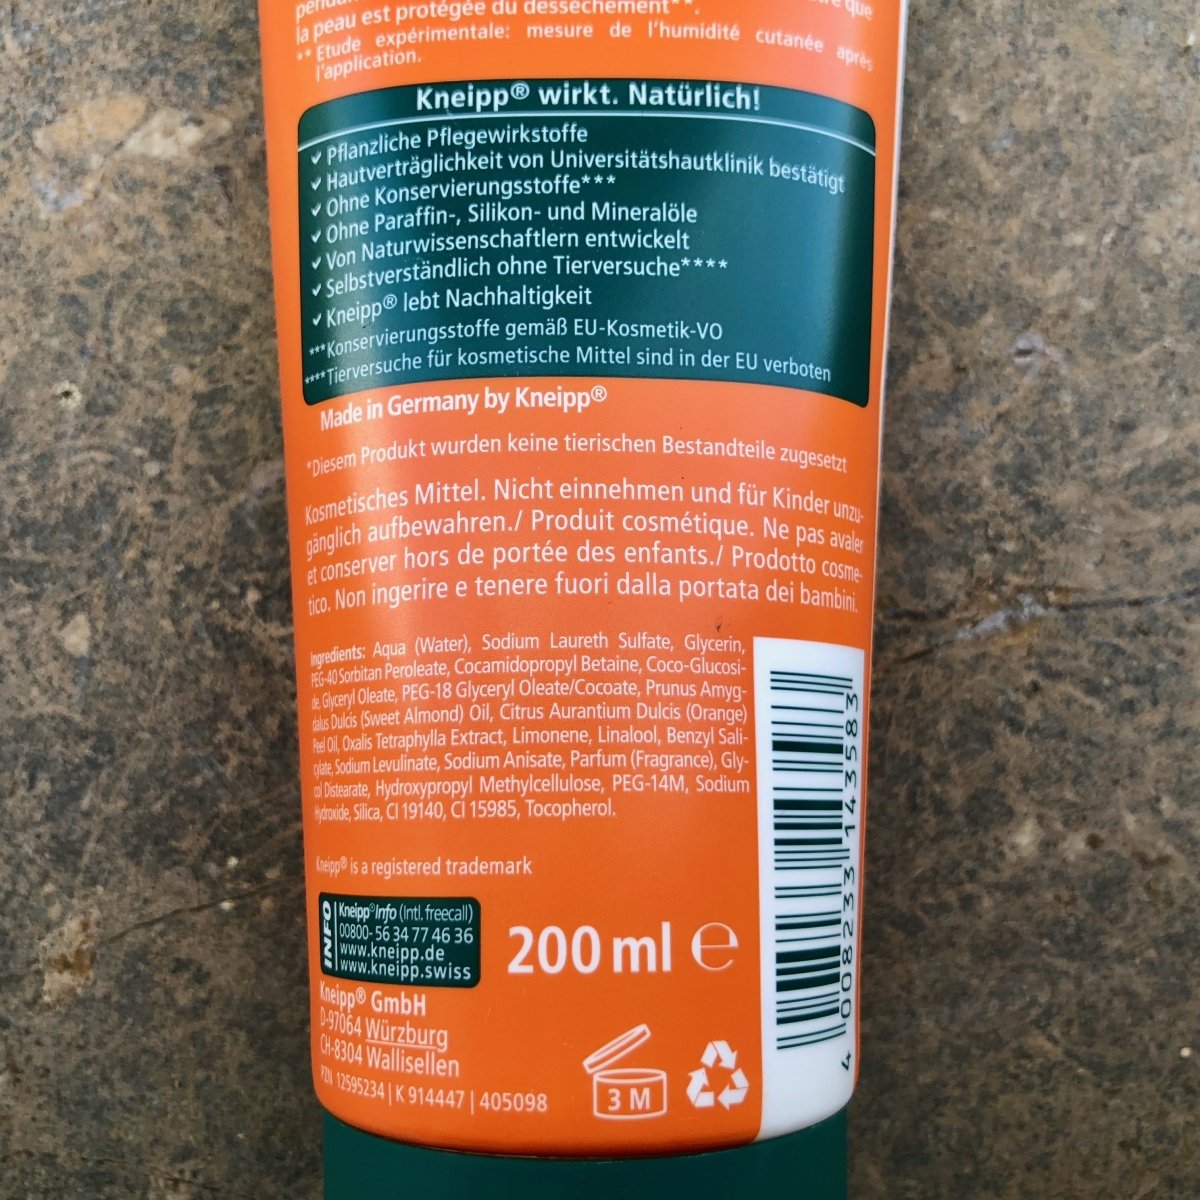 la peau est protégée du dessèchement**.
** Etude expérimentale: mesure de l'humidité cutanée après
l'application.
Kneipp® wirkt. Natürlich!
✓ Pflanzliche Pflegewirkstoffe
✓ Hautverträglichkeit von Universitätshautklinik bestätigt
✓ Ohne Konservierungsstoffe***
✓ Ohne Paraffin-, Silikon- und Mineralöle
✓ Von Naturwissenschaftlern entwickelt
✓ Selbstverständlich ohne Tierversuche****
✓ Kneipp® lebt Nachhaltigkeit
***Konservierungsstoffe gemäß EU-Kosmetik-VO
****Tierversuche für kosmetische Mittel sind in der EU verboten
Made in Germany by Kneipp®
*Diesem Produkt wurden keine tierischen Bestandteile zugesetzt
Kosmetisches Mittel. Nicht einnehmen und für Kinder unzu-
gänglich aufbewahren./ Produit cosmétique. Ne pas avaler
et conserver hors de portée des enfants./ Prodotto cosme-
tico. Non ingerire e tenere fuori dalla portata dei bambini.
Ingredients: Aqua (Water), Sodium Laureth Sulfate, Glycerin,
PEG-40 Sorbitan Peroleate, Cocamidopropyl Betaine, Coco-Glucosi-
de, Glyceryl Oleate, PEG-18 Glyceryl Oleate/Cocoate, Prunus Amyg-
dalus Dulcis (Sweet Almond) Oil, Citrus Aurantium Dulcis (Orange)
Peel Oil, Oxalis Tetraphylla Extract, Limonene, Linalool, Benzyl Sali-
cylate, Sodium Levulinate, Sodium Anisate, Parfum (Fragrance), Gly-
col Distearate, Hydroxypropyl Methylcellulose, PEG-14M, Sodium
Hydroxide, Silica, CI 19140, CI 15985, Tocopherol.
Kneipp® is a registered trademark
INFO
Kneipp®Info (Intl. freecall)
00800- 56 34 77 46 36
www.kneipp.de
www.kneipp.swiss
200 ml ℮
Kneipp® GmbH
D-97064 Würzburg
CH-8304 Wallisellen
PZN 12595234 | K 914447 | 405098
3 M
4 008233 143583